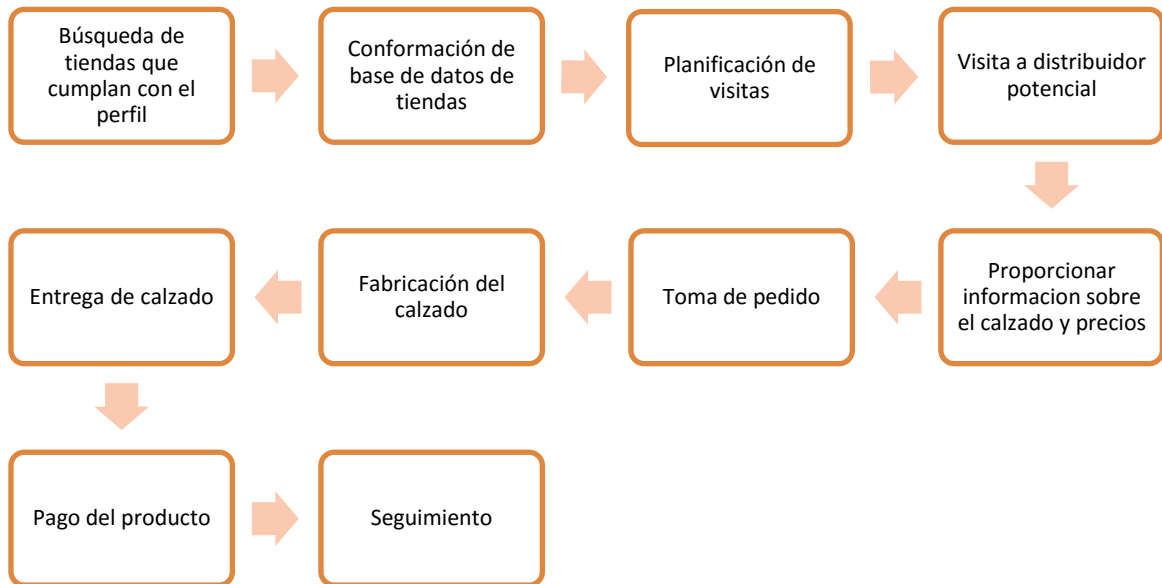 Búsqueda de
tiendas que
cumplan con el
perfil
Conformación de
base de datos de
tiendas
Planificación de
visitas
Visita a distribuidor
potencial
Proporcionar
informacion sobre
el calzado y precios
Toma de pedido
Fabricación del
calzado
Entrega de calzado
Pago del producto
Seguimiento